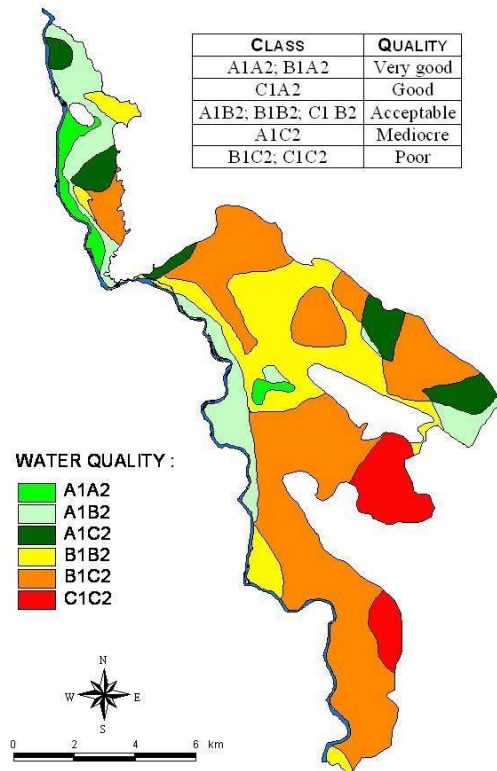 CLASS QUALITY
A1A2; B1A2 Very good
C1A2 Good
A1B2; B1B2; C1 B2 Acceptable
A1C2 Mediocre
B1C2; C1C2 Poor
WATER QUALITY :
A1A2
A1B2
A1C2
B1B2
B1C2
C1C2
N
W E
S
0 2 4 6 km